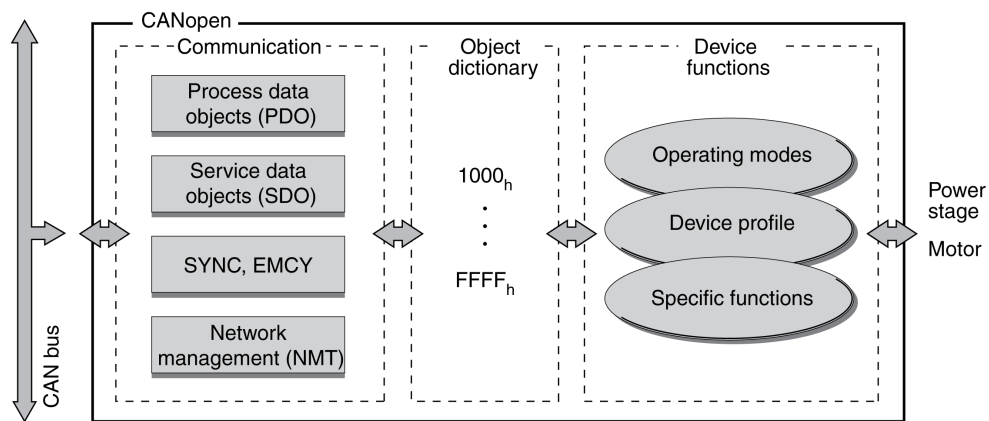 CANopen
Communication
Process data
objects (PDO)
Service data
objects (SDO)
SYNC, EMCY
Network
management (NMT)
Object
dictionary
1000h
.
.
.
FFFFh
Device
functions
Operating modes
Device profile
Specific functions
Power
stage
Motor
CAN bus